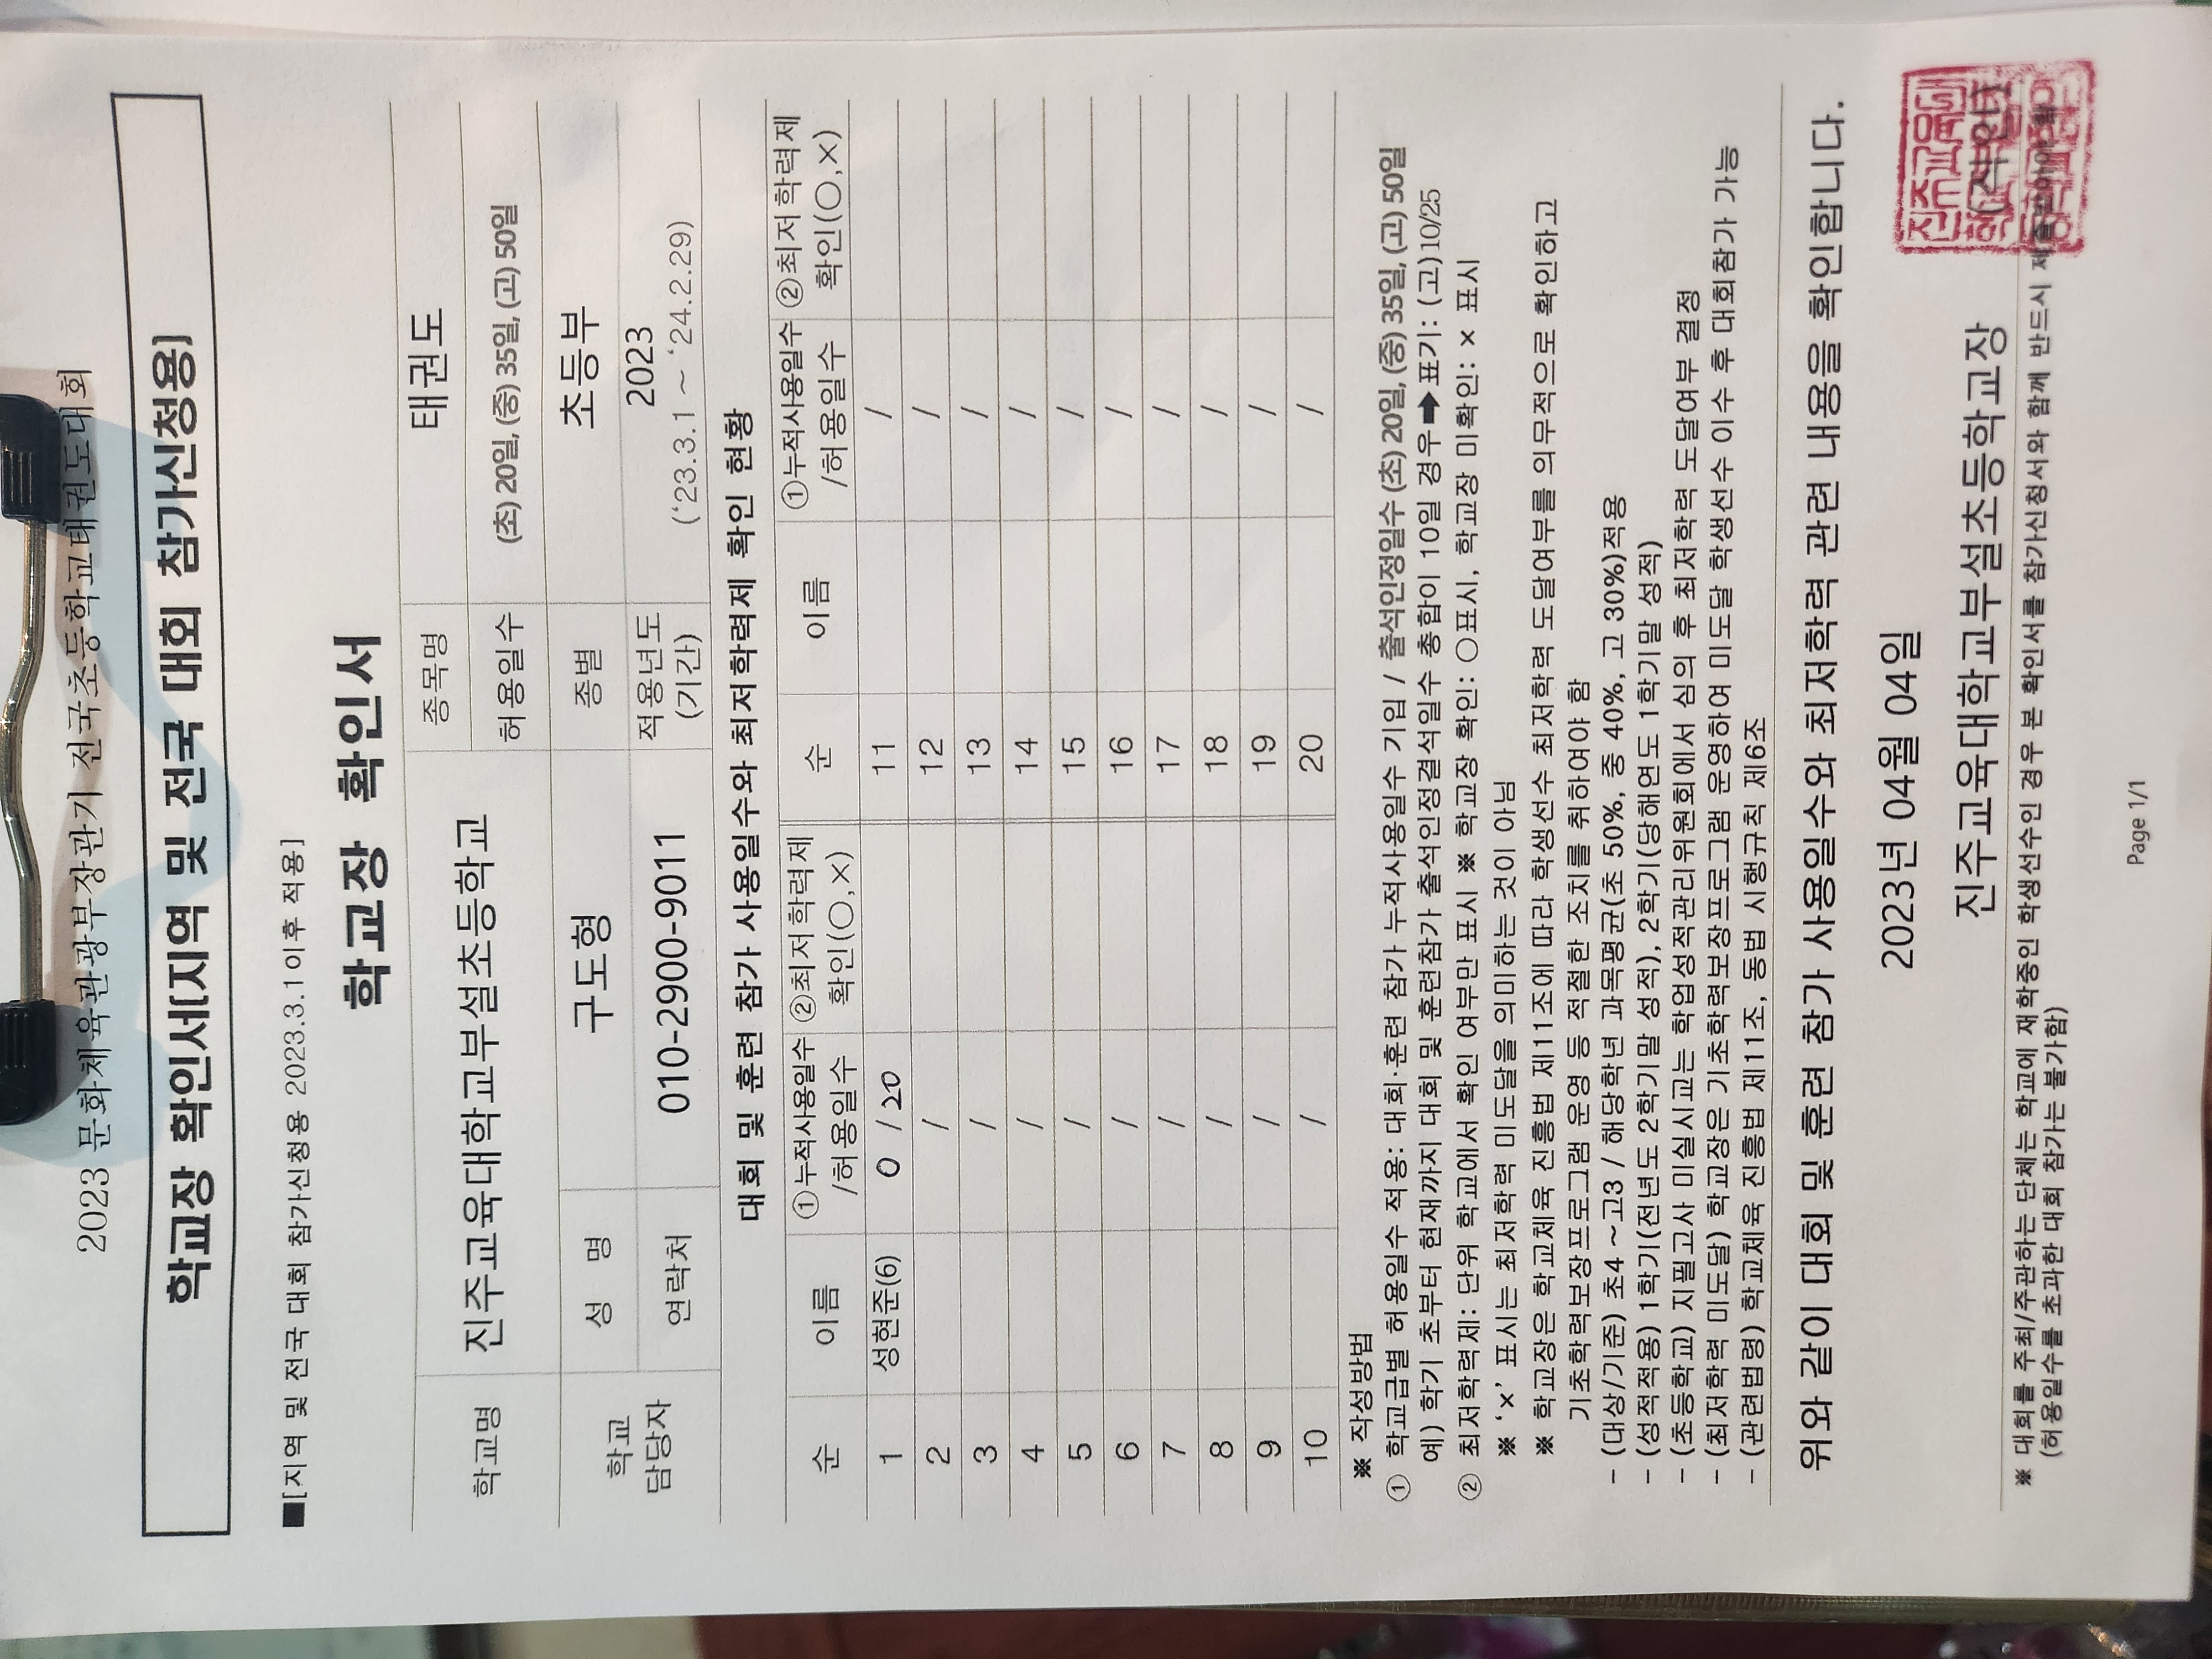 2023 문화체육관광부장관기 전국초등학교태권도대회
학교장 확인서[지역 및 전국 대회 참가신청용]
■[지역 및 전국 대회 참가신청용 2023.3.1이후 적용]
학교장 확인서
학교명 진주교육대학교부설초등학교 종목명 태권도
허용일수 (초) 20일, (중) 35일, (고) 50일
학교 담당자 성 명 구도형 종별 초등부
연락처 010-2900-9011 적용년도 (기간) 2023 ('23.3.1 ~ '24.2.29)
대회 및 훈련 참가 사용일수와 최저학력제 확인 현황
순 이름 ①누적사용일수 /허용일수 ②최저학력제 확인(○,×) 순 이름 ①누적사용일수 /허용일수 ②최저학력제 확인(○,×)
1 성현준(6) 0 / 20 11 /
2 / 12 /
3 / 13 /
4 / 14 /
5 / 15 /
6 / 16 /
7 / 17 /
8 / 18 /
9 / 19 /
10 / 20 /
※ 작성방법
① 학교급별 허용일수 적용: 대회·훈련 참가 누적사용일수 기입 / 출석인정일수 (초) 20일, (중) 35일, (고) 50일
예) 학기 초부터 현재까지 대회 및 훈련참가 출석인정결석일수 총합이 10일 경우➡표기: (고)10/25
② 최저학력제: 단위 학교에서 확인 여부만 표시 ※ 학교장 확인: ○표시, 학교장 미확인: × 표시
※ '×' 표시는 최저학력 미도달을 의미하는 것이 아님
※ 학교장은 학교체육 진흥법 제11조에 따라 학생선수 최저학력 도달여부를 의무적으로 확인하고
기초학력보장프로그램 운영 등 적절한 조치를 취하여야 함
- (대상/기준) 초4 ~고3 / 해당학년 과목평균(초 50%, 중 40%, 고 30%)적용
- (성적적용) 1학기(전년도 2학기말 성적), 2학기(당해연도 1학기말 성적)
- (초등학교) 지필고사 미실시교는 학업성적관리위원회에서 심의 후 최저학력 도달여부 결정
- (최저학력 미도달) 학교장은 기초학력보장프로그램 운영하여 미도달 학생선수 이수 후 대회참가 가능
- (관련법령) 학교체육 진흥법 제11조, 동법 시행규칙 제6조
위와 같이 대회 및 훈련 참가 사용일수와 최저학력 관련 내용을 확인합니다.
2023년 04월 04일
진주교육대학교부설초등학교장 (직인)
※ 대회를 주최/주관하는 단체는 학교에 재학중인 학생선수인 경우 본 확인서를 참가신청서와 함께 반드시
(허용일수를 초과한 대회 참가는 불가함)
Page 1/1